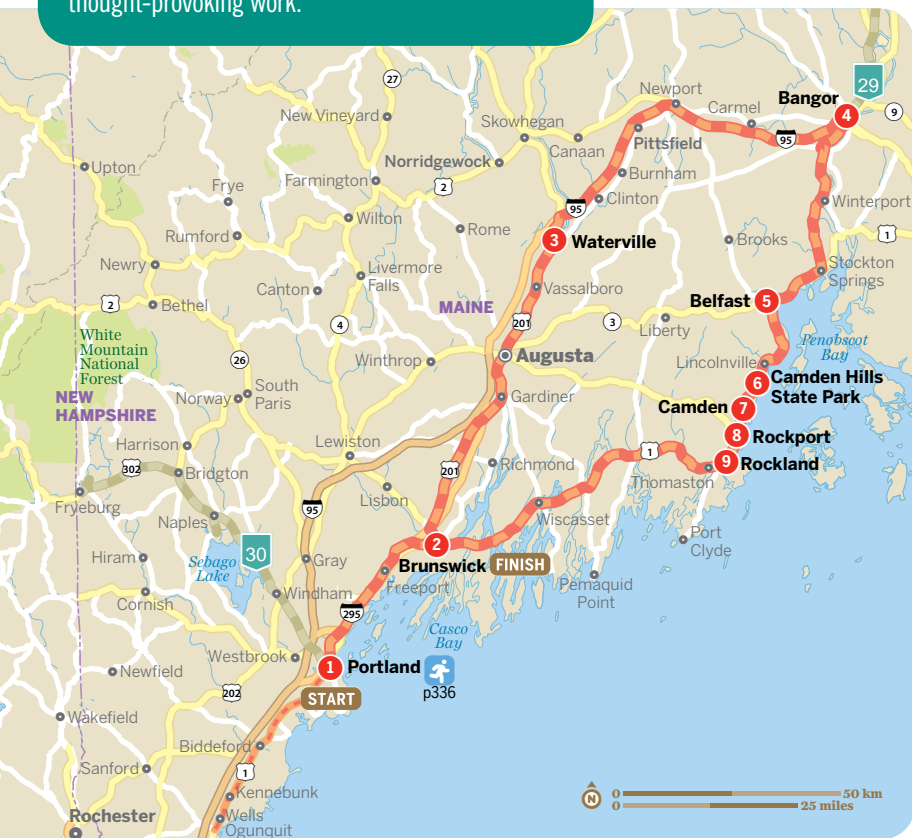 thought-provoking work.
29
27
Newport
Bangor
4
9
New Vineyard
Skowhegan
Carmel
95
Pittsfield
Canaan
Norridgewock
Upton
Farmington
2
Burnham
Frye
Clinton
95
Winterport
Wilton
Rome
Rumford
3 Waterville
Brooks
1
Newry
Livermore
Falls
Stockton
Springs
Canton
Vassalboro
2
Bethel
MAINE
Belfast 5
201
3
Liberty
4
White
Mountain
National
Forest
Penobscot
Bay
26
Winthrop
Augusta
Lincolnville
6 Camden Hills
State Park
NEW
HAMPSHIRE
South
Paris
Norway
Gardiner
Camden 7
8 Rockport
Harrison
Lewiston
1
302
Bridgton
201
Richmond
9 Rockland
Thomaston
Fryeburg
Lisbon
95
Wiscasset
Naples
Port
Clyde
2
Brunswick FINISH
30
Hiram
Sebago
Lake
Gray
Freeport
Pemaquid
Point
Windham
Cornish
295
Casco
Bay
Westbrook
1 Portland
p336
Newfield
START
202
Wakefield
Biddeford
Sanford
1
Kennebunk
N
0 50 km
0 25 miles
Rochester
Wells
Ogunquit